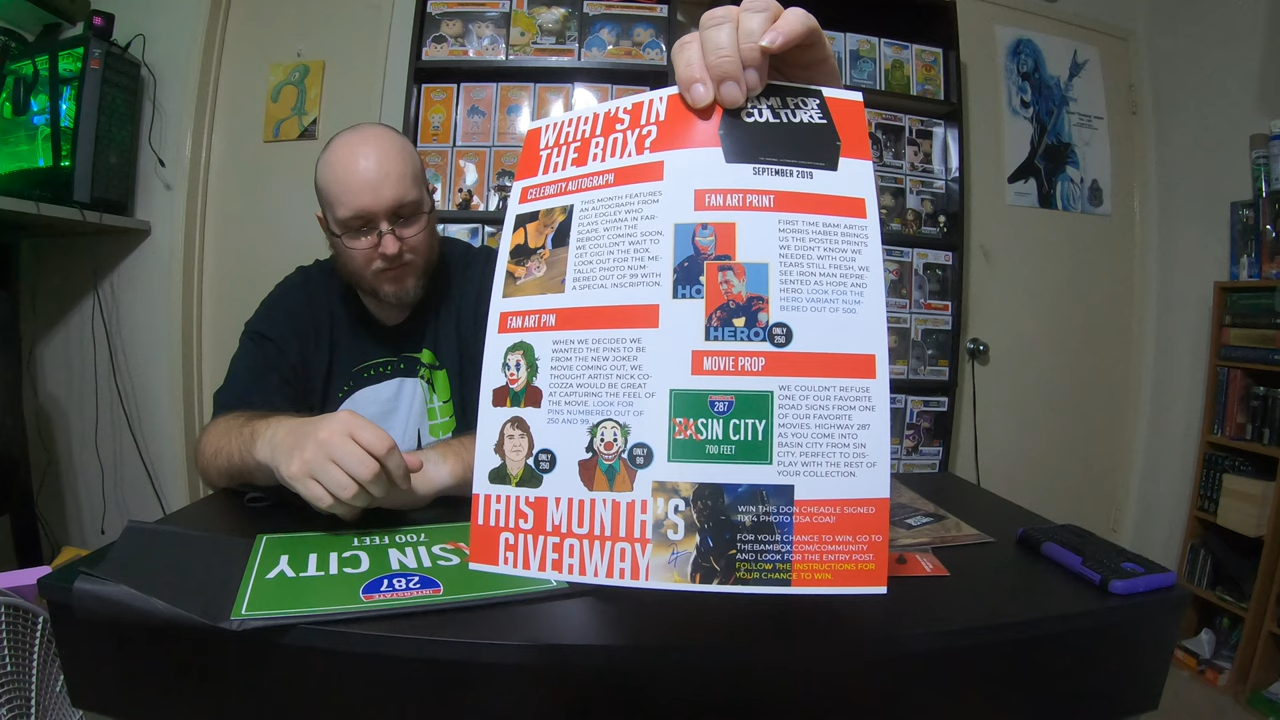 WHAT'S IN
THE BOX?
AM! POP
CULTURE
SEPTEMBER 2019
CELEBRITY AUTOGRAPH
THIS MONTH FEATURES
AN AUTOGRAPH FROM
GIGI EDGLEY WHO
PLAYS CHIANA IN FAR-
SCAPE. WITH THE
REBOOT COMING SOON,
WE COULDN'T WAIT TO
GET GIGI IN THE BOX.
LOOK OUT FOR THE ME-
TALLIC PHOTO NUM-
BERED OUT OF 99 WITH
A SPECIAL INSCRIPTION.
FAN ART PRINT
FIRST TIME BAM! ARTIST
MORRIS HABER BRINGS
US THE POSTER PRINTS
WE DIDN'T KNOW WE
NEEDED. WITH OUR
TEARS STILL FRESH, WE
SEE IRON MAN REPRE-
SENTED AS HOPE AND
HERO. LOOK FOR THE
HERO VARIANT NUM-
BERED OUT OF 500.
HO
HERO
ONLY
250
FAN ART PIN
WHEN WE DECIDED WE
WANTED THE PINS TO BE
FROM THE NEW JOKER
MOVIE COMING OUT, WE
THOUGHT ARTIST NICK CO-
COZZA WOULD BE GREAT
AT CAPTURING THE FEEL OF
THE MOVIE. LOOK FOR
PINS NUMBERED OUT OF
250 AND 99.
ONLY
250
ONLY
99
MOVIE PROP
INTERSTATE
287
BASIN CITY
700 FEET
WE COULDN'T REFUSE
ONE OF OUR FAVORITE
ROAD SIGNS FROM ONE
OF OUR FAVORITE
MOVIES. HIGHWAY 287
AS YOU COME INTO
BASIN CITY FROM SIN
CITY. PERFECT TO DIS-
PLAY WITH THE REST OF
YOUR COLLECTION.
THIS MONTH'S
GIVEAWAY
WIN THIS DON CHEADLE SIGNED
11X14 PHOTO (JSA COA)!
FOR YOUR CHANCE TO WIN, GO TO
THEBAMBOX.COM/COMMUNITY
AND LOOK FOR THE ENTRY POST.
FOLLOW THE INSTRUCTIONS FOR
YOUR CHANCE TO WIN.
INTERSTATE
287
SIN CITY
700 FEET